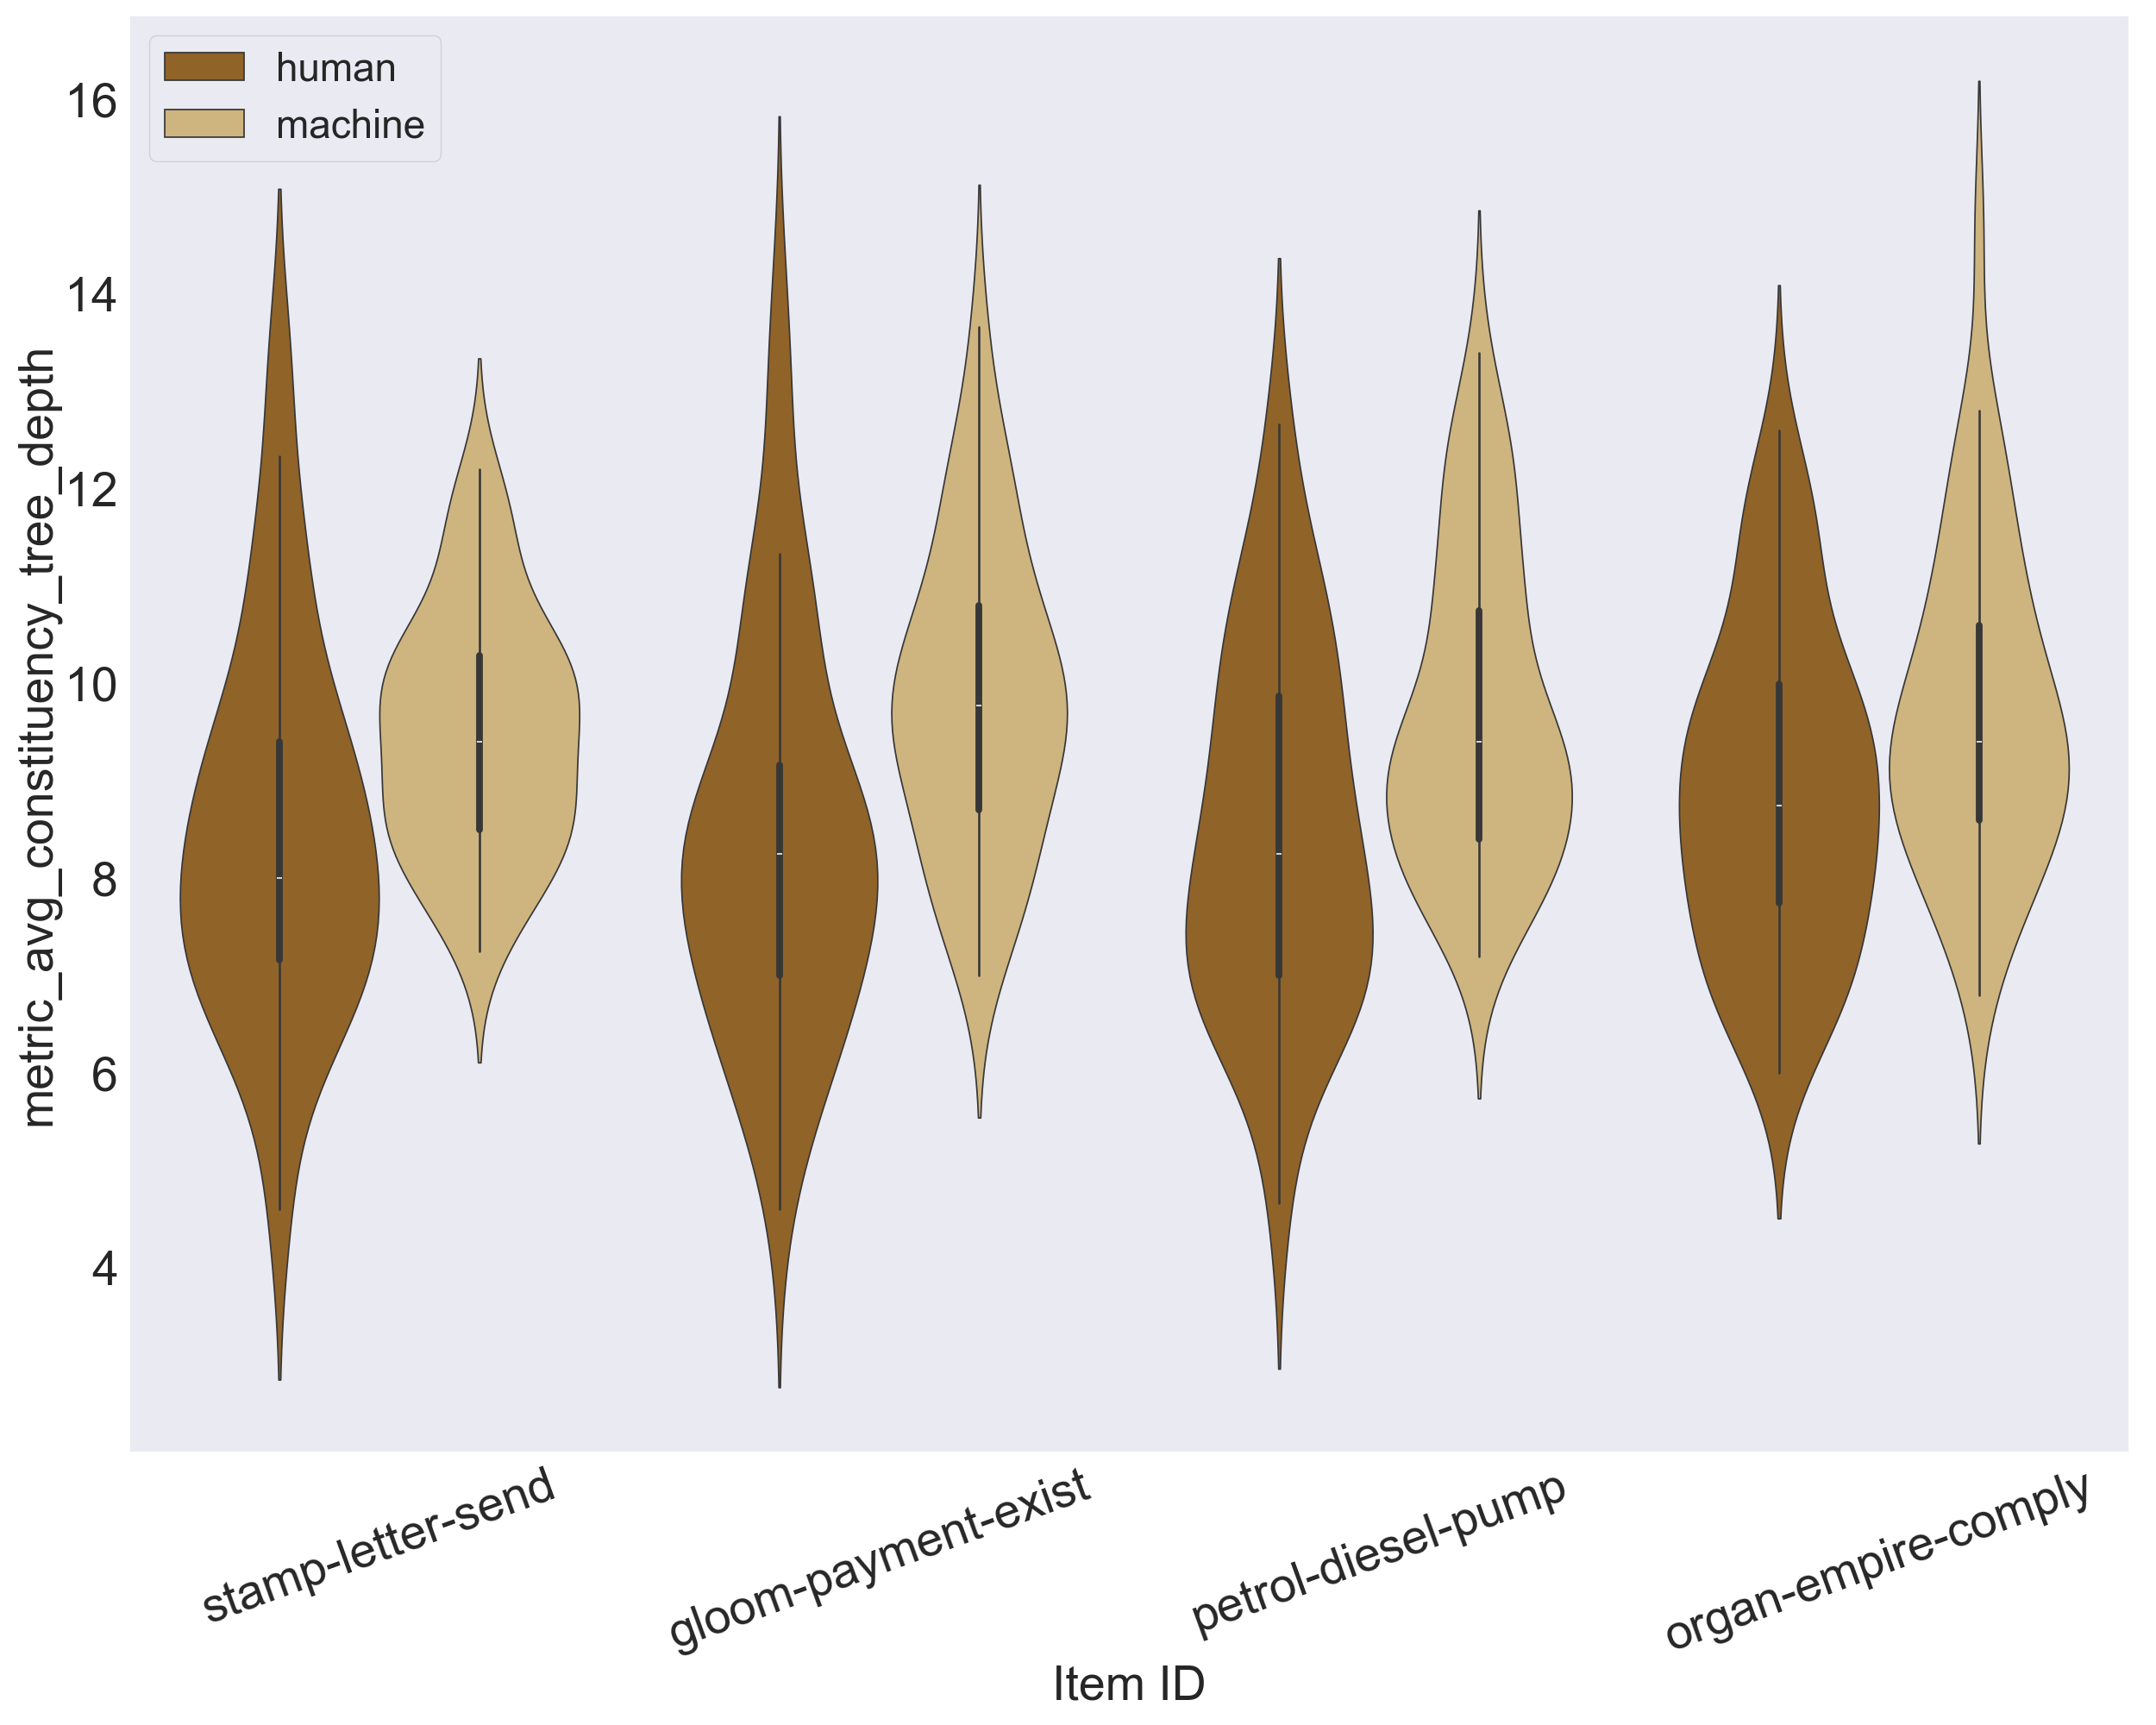 human
machine
metric_avg_constituency_tree_depth
16
14
12
10
8
6
4
stamp-letter-send
gloom-payment-exist
petrol-diesel-pump
organ-empire-comply
Item ID